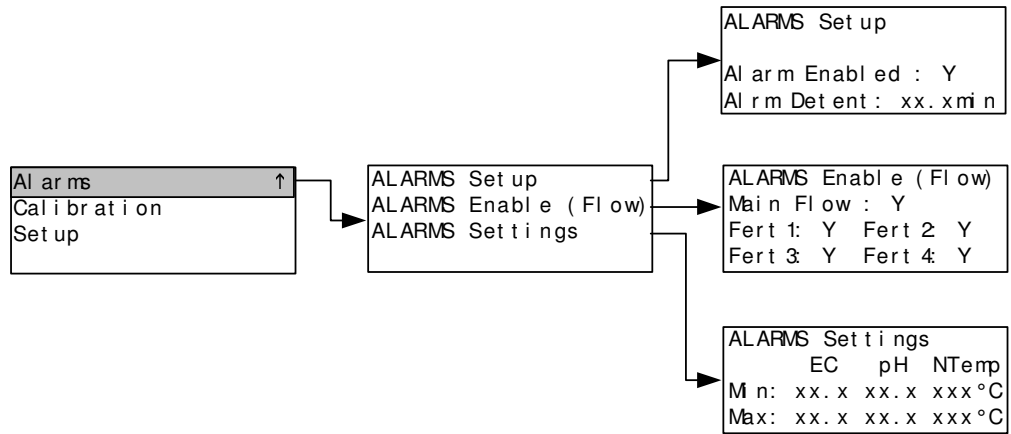 Alarms ↑
Calibration
Setup
ALARMS Setup
ALARMS Enable (Flow)
ALARMS Settings
ALARMS Setup
Alarm Enabled : Y
Alrm Detent: xx.xmin
ALARMS Enable (Flow)
Main Flow : Y
Fert 1: Y Fert 2: Y
Fert 3: Y Fert 4: Y
ALARMS Settings
EC pH NTemp
Min: xx.x xx.x xxx°C
Max: xx.x xx.x xxx°C